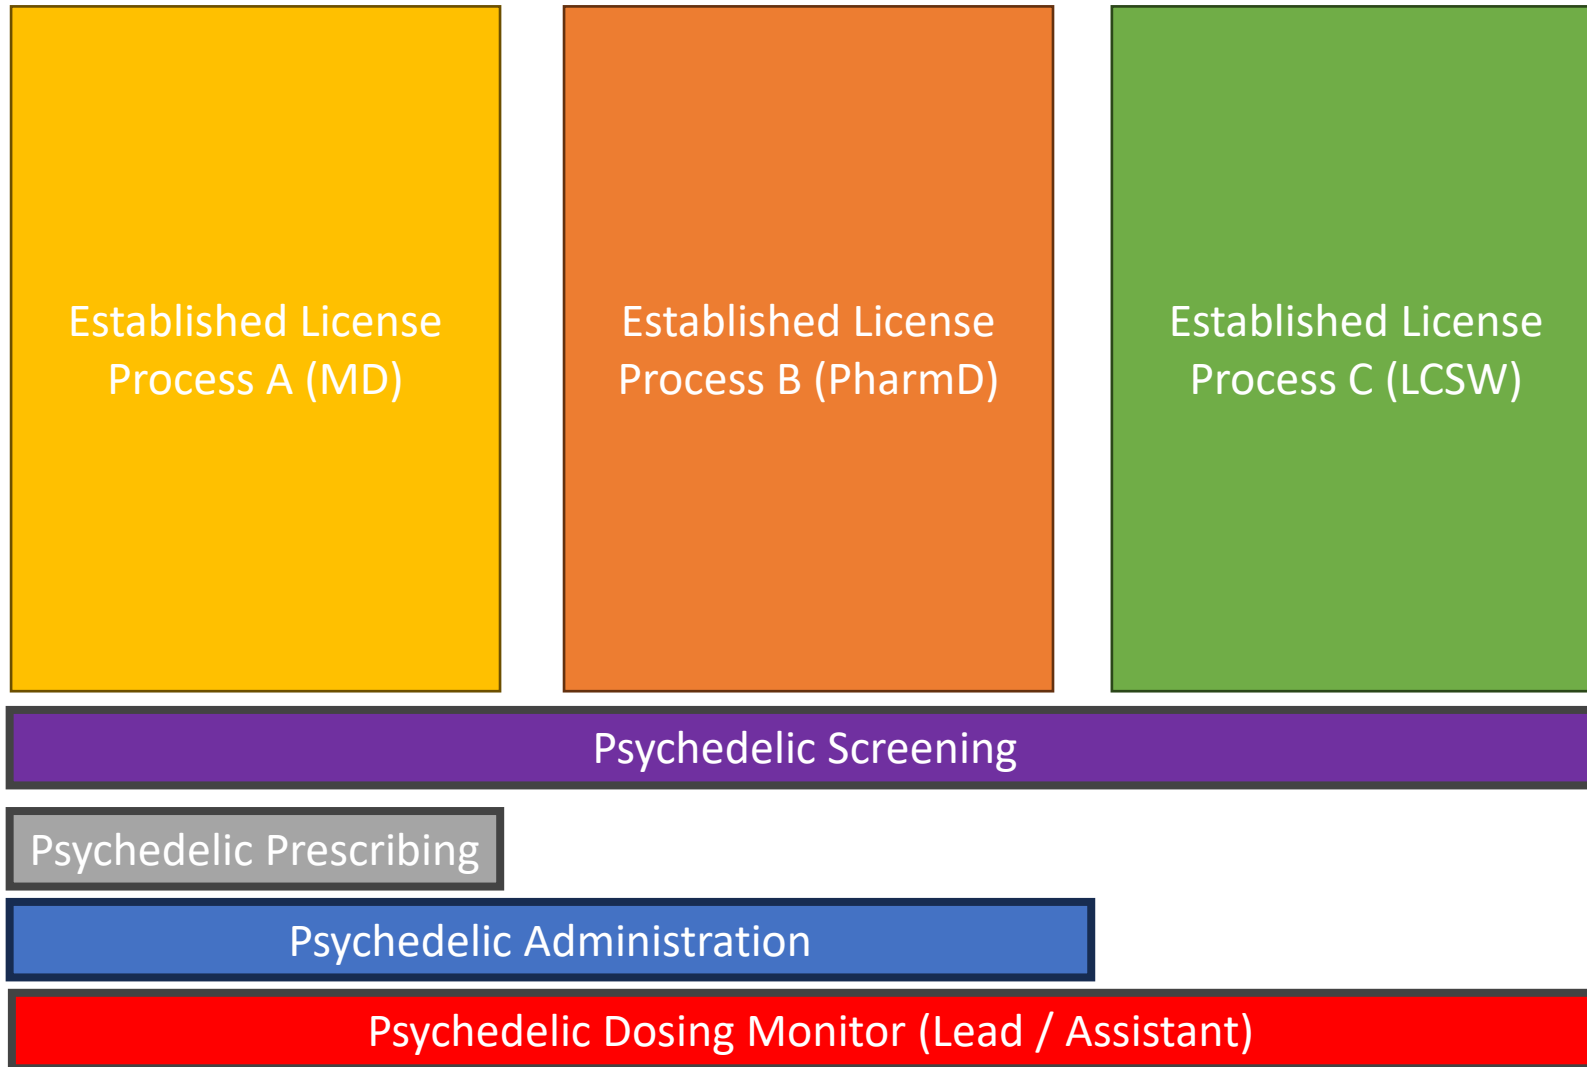 Established License
Process A (MD)
Established License
Process B (PharmD)
Established License
Process C (LCSW)
Psychedelic Screening
Psychedelic Prescribing
Psychedelic Administration
Psychedelic Dosing Monitor (Lead / Assistant)